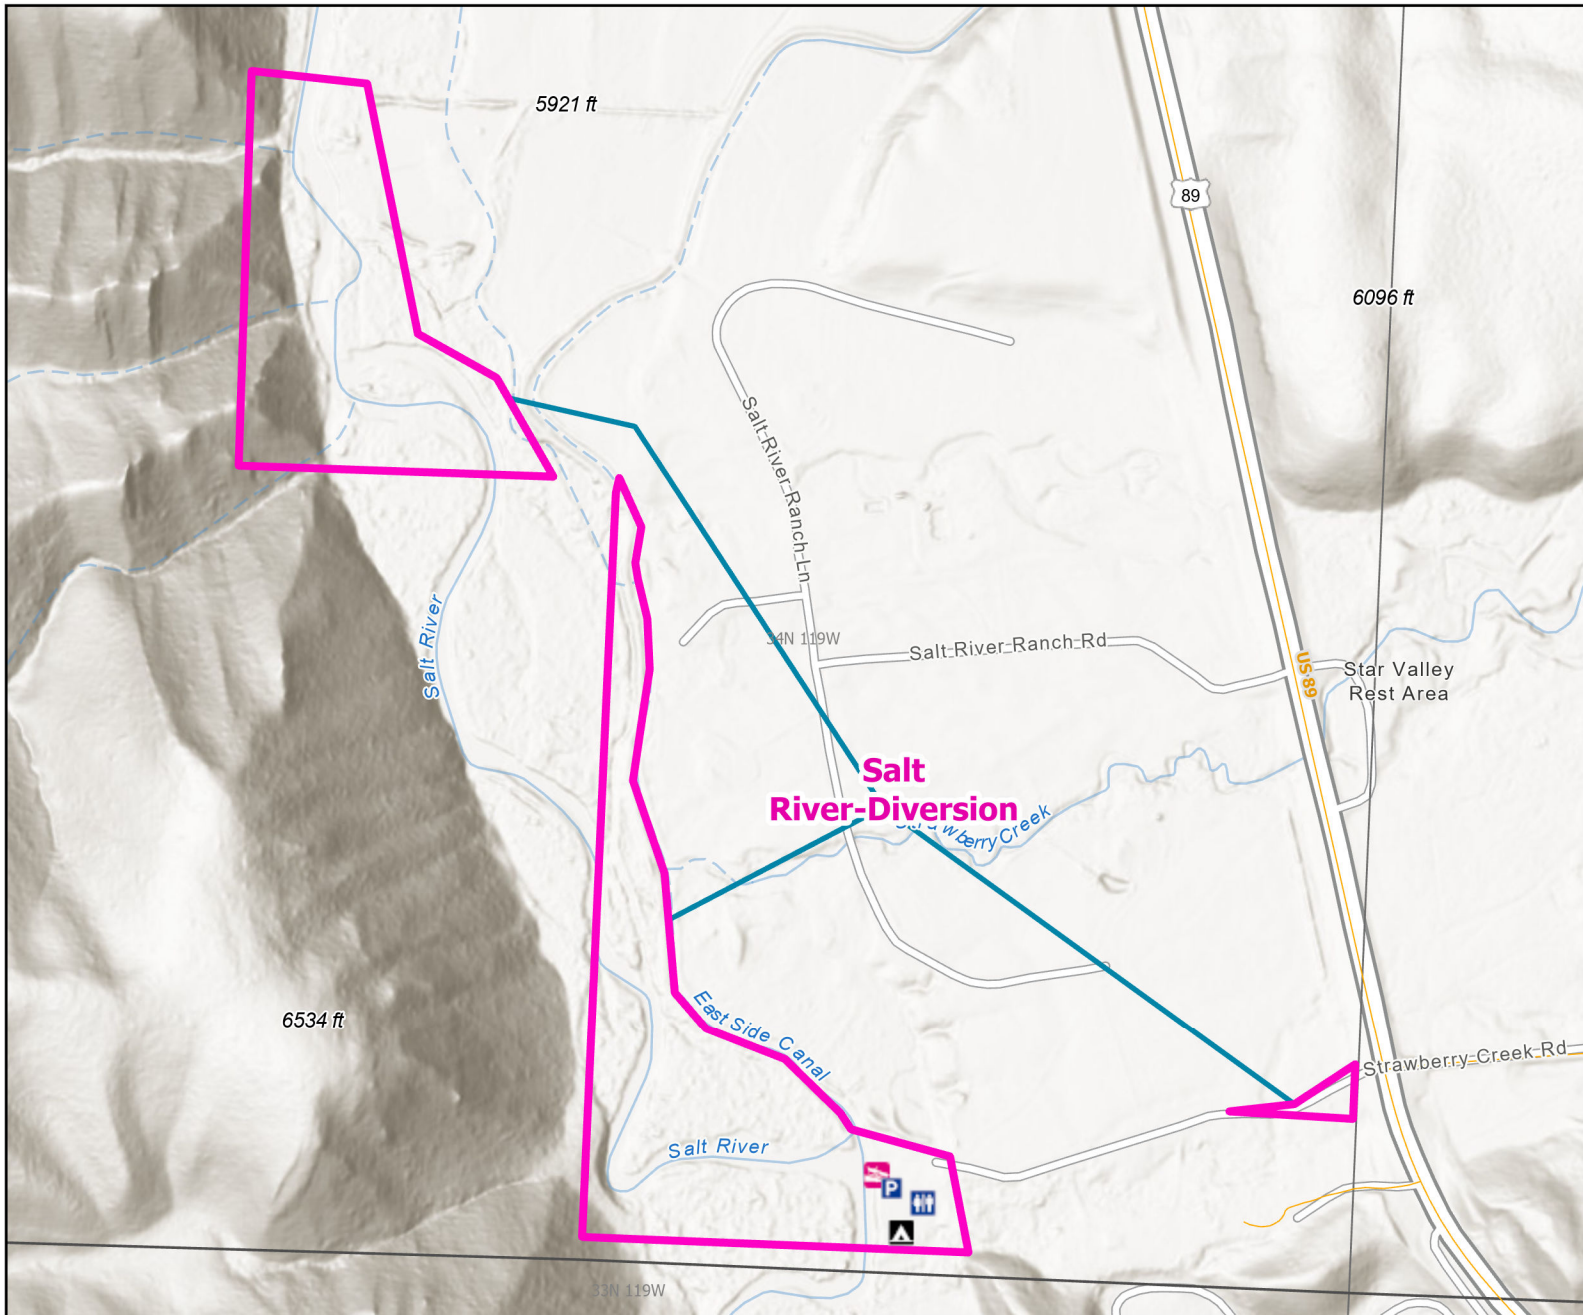 5921 ft
89
6096 ft
Salt River Ranch Ln
34N 119W
Salt River Ranch Rd
US 89
Star Valley
Rest Area
Salt River
Salt
River-Diversion
Strawberry Creek
East Side Canal
6534 ft
Strawberry Creek Rd
Salt River
P
33N 119W